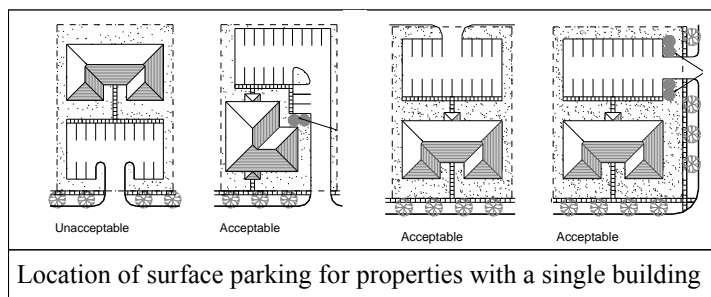 Unacceptable
Acceptable
Acceptable
Acceptable
Location of surface parking for properties with a single building